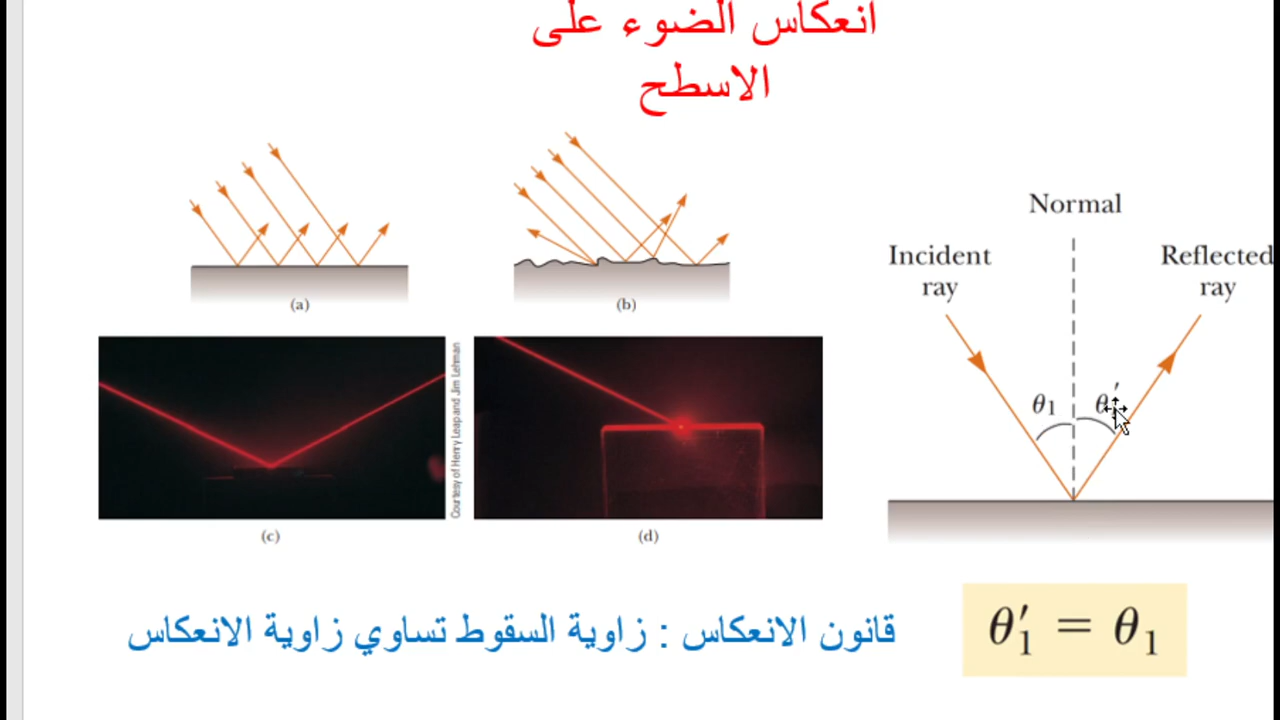 انعكاس الضوء على
الاسطح
(a)
(b)
Courtesy of Henry Leap and Jim Lehman
(c)
(d)
Normal
Incident
ray
Reflected
ray
θ1
θ′
قانون الانعكاس : زاوية السقوط تساوي زاوية الانعكاس
θ′1 = θ1